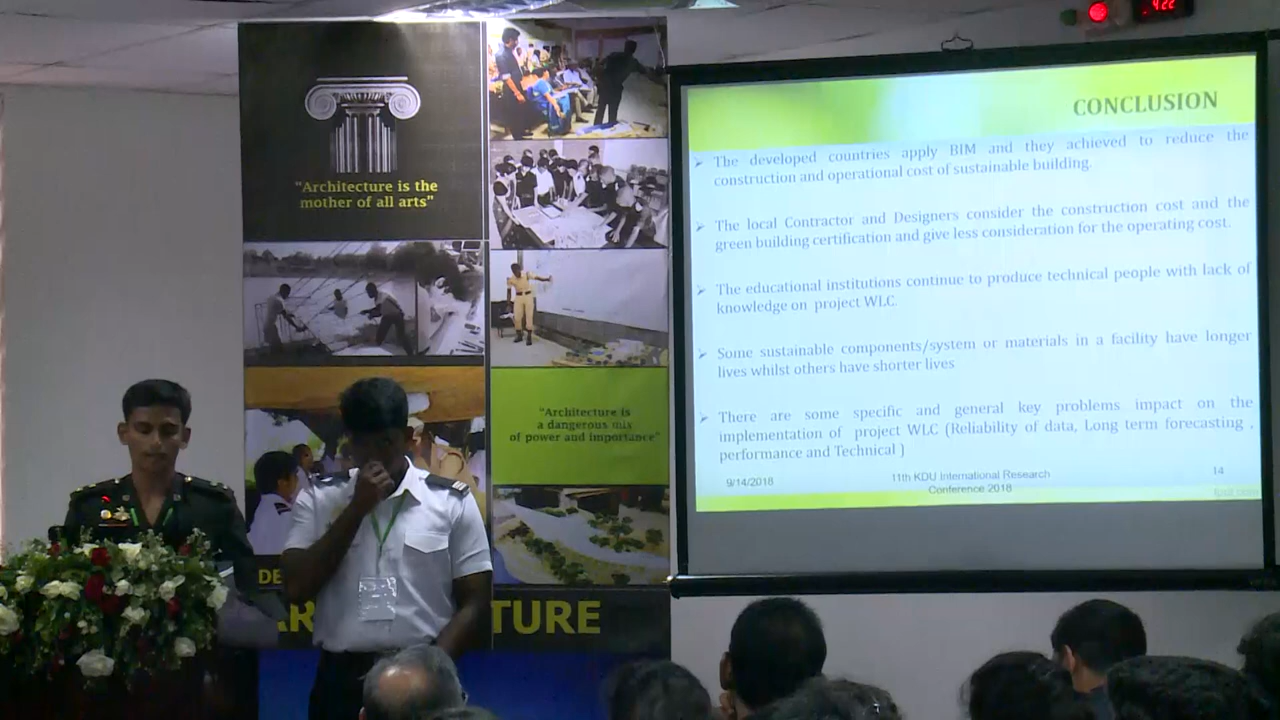 "Architecture is the
mother of all arts"
"Architecture is
a dangerous mix
of power and importance"
DE
AR TURE
4:22
CONCLUSION
➢ The developed countries apply BIM and they achieved to reduce the
construction and operational cost of sustainable building.
➢ The local Contractor and Designers consider the construction cost and the
green building certification and give less consideration for the operating cost.
➢ The educational institutions continue to produce technical people with lack of
knowledge on project WLC.
➢ Some sustainable components/system or materials in a facility have longer
lives whilst others have shorter lives
➢ There are some specific and general key problems impact on the
implementation of project WLC (Reliability of data, Long term forecasting ,
performance and Technical )
9/14/2018
11th KDU International Research
Conference 2018
14